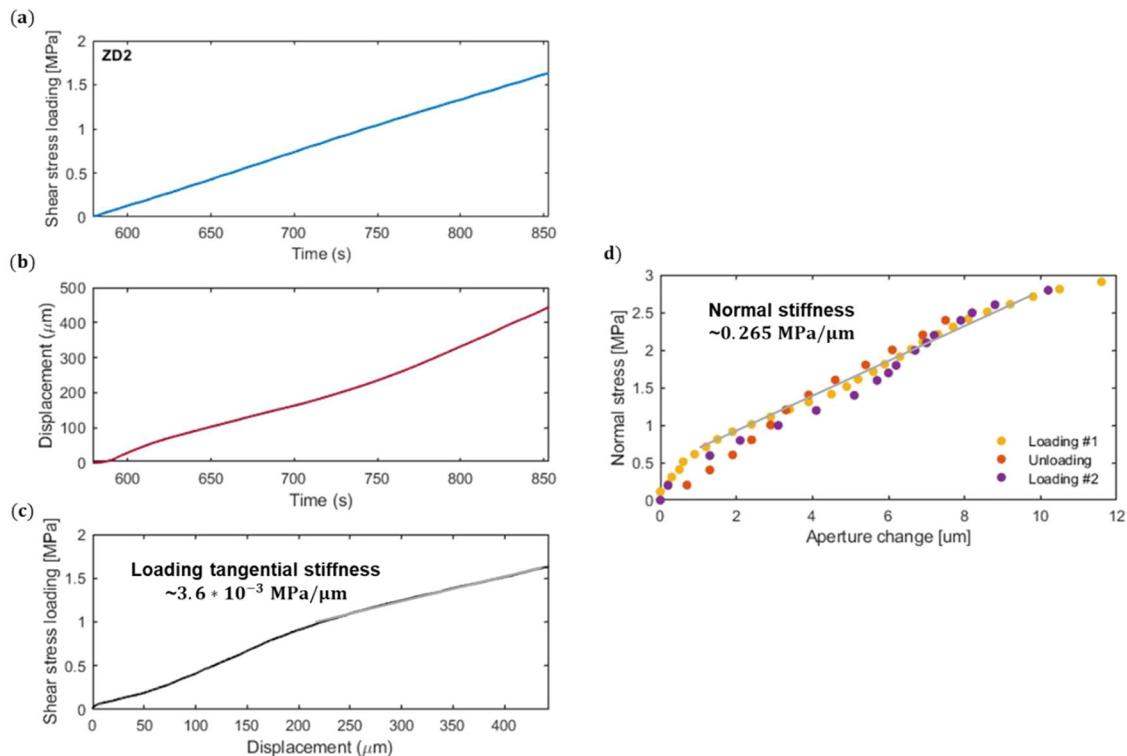 (a)
ZD2
Shear stress loading [MPa]
2
1.5
1
0.5
0
600 650 700 750 800 850
Time (s)
(b)
Displacement (μm)
500
400
300
200
100
0
600 650 700 750 800 850
Time (s)
(c)
Shear stress loading [MPa]
2
1.5
1
0.5
0
Loading tangential stiffness
~3.6 * 10⁻³ MPa/μm
0 50 100 150 200 250 300 350 400
Displacement (μm)
d)
Normal stress [MPa]
3
2.5
2
1.5
1
0.5
0
Normal stiffness
~0.265 MPa/μm
Loading #1
Unloading
Loading #2
0 2 4 6 8 10 12
Aperture change [um]